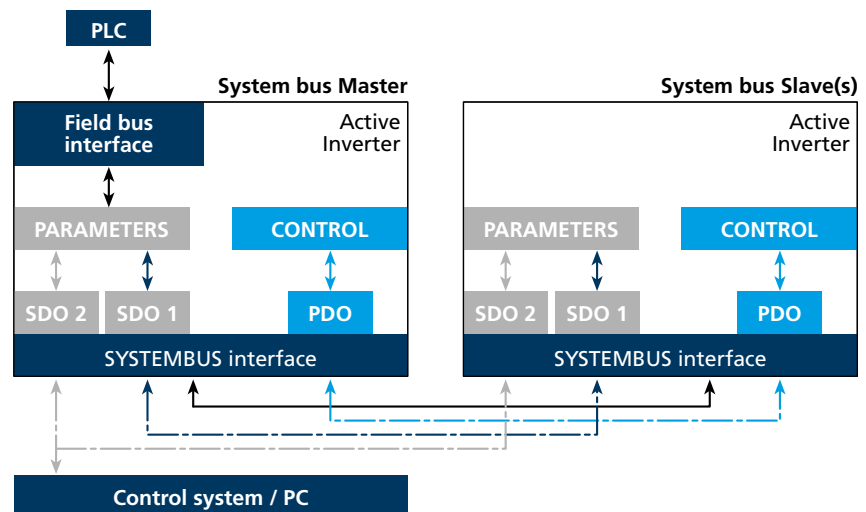 PLC
System bus Master
System bus Slave(s)
Field bus
interface
Active
Inverter
Active
Inverter
PARAMETERS
CONTROL
PARAMETERS
CONTROL
SDO 2
SDO 1
PDO
SDO 2
SDO 1
PDO
SYSTEMBUS interface
SYSTEMBUS interface
Control system / PC